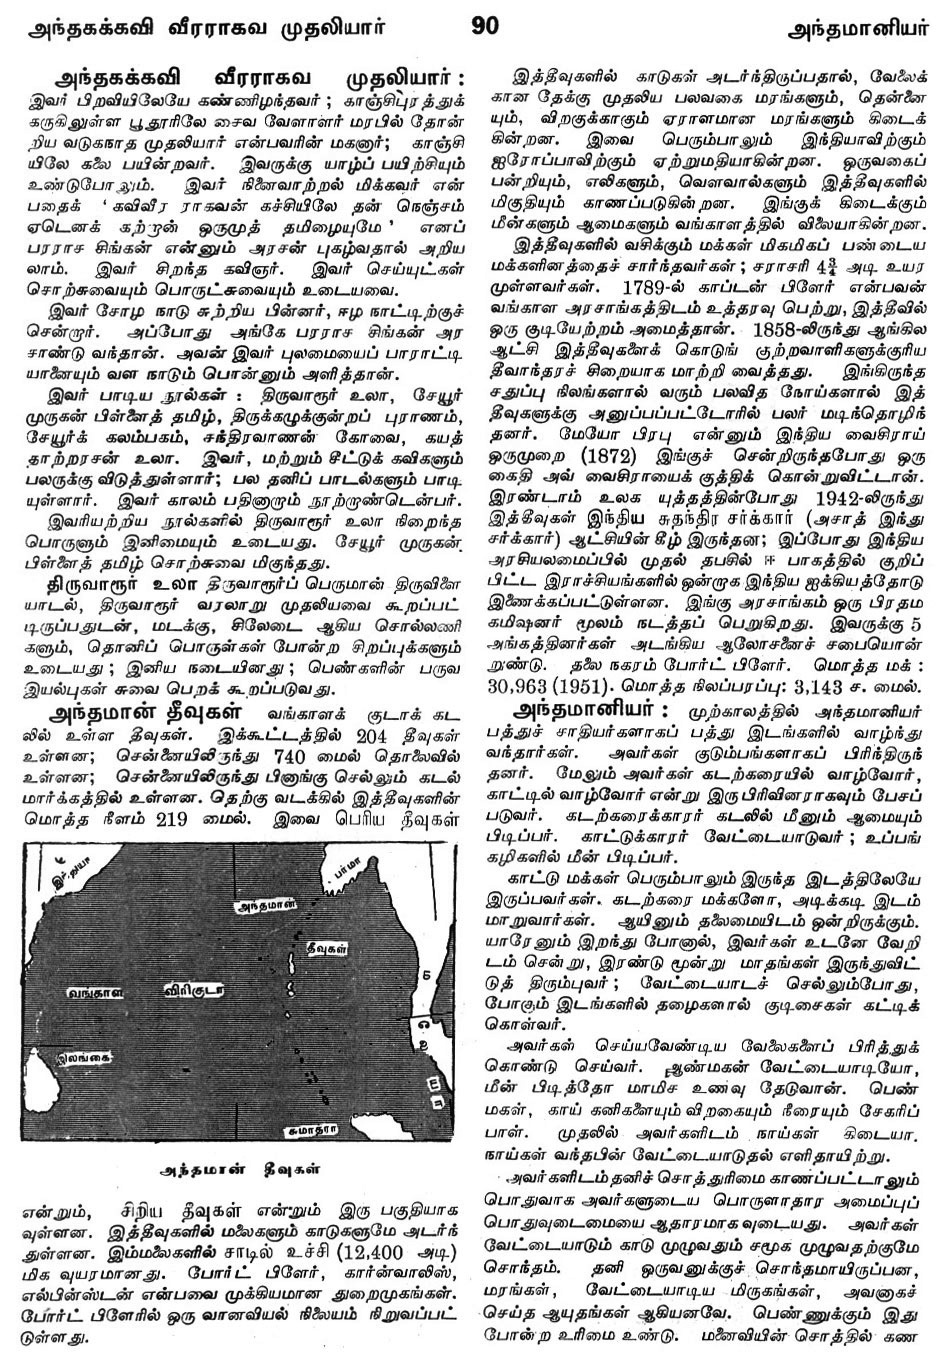 அந்தகக்கவி வீரராகவ முதலியார்
90
அந்தமானியர்
அந்தகக்கவி வீரராகவ முதலியார் :
இவர் பிறவியிலேயே கண்ணிழந்தவர் ; காஞ்சிபுரத்துக்
கருகிலுள்ள பூதூரிலே சைவ வேளாளர் மரபில் தோன்
றிய வடுகநாத முதலியார் என்பவரின் மகனார்; காஞ்சி
யிலே கலை பயின்றவர். இவருக்கு யாழ்ப் பயிற்சியும்
உண்டுபோலும். இவர் நினைவாற்றல் மிக்கவர் என்
பதைக் ' கவிவீர ராகவன் கச்சியிலே தன் நெஞ்சம்
ஏடெனக் கற்றான் ஒருமுத் தமிழையுமே ' எனப்
பரராச சிங்கன் என்னும் அரசன் புகழ்வதால் அறிய
லாம். இவர் சிறந்த கவிஞர். இவர் செய்யுட்கள்
சொற்சுவையும் பொருட்சுவையும் உடையவை.
இவர் சோழ நாடு சுற்றிய பின்னர், ஈழ நாட்டிற்குச்
சென்றார். அப்போது அங்கே பரராச சிங்கன் அர
சாண்டு வந்தான். அவன் இவர் புலமையைப் பாராட்டி
யானையும் வள நாடும் பொன்னும் அளித்தான்.
இவர் பாடிய நூல்கள் : திருவாரூர் உலா, சேயூர்
முருகன் பிள்ளைத் தமிழ், திருக்கழுக்குன்றப் புராணம்,
சேயூர்க் கலம்பகம், சந்திரவாணன் கோவை, கயத்
தாற்றரசன் உலா. இவர், மற்றும் சீட்டுக் கவிகளும்
பலருக்கு விடுத்துள்ளார்; பல தனிப் பாடல்களும் பாடி
யுள்ளார். இவர் காலம் பதினாறாம் நூற்றாண்டென்பர்.
இவரியற்றிய நூல்களில் திருவாரூர் உலா நிறைந்த
பொருளும் இனிமையும் உடையது. சேயூர் முருகன்
பிள்ளைத் தமிழ் சொற்சுவை மிகுந்தது.
திருவாரூர் உலா திருவாரூர்ப் பெருமான் திருவிளை
யாடல், திருவாரூர் வரலாறு முதலியவை கூறப்பட்
டிருப்பதுடன், மடக்கு, சிலேடை ஆகிய சொல்லணி
களும், தொனிப் பொருள்கள் போன்ற சிறப்புக்களும்
உடையது ; இனிய நடையினது ; பெண்களின் பருவ
இயல்புகள் சுவை பெறக் கூறப்படுவது.
அந்தமான் தீவுகள் வங்காளக் குடாக் கட
லில் உள்ள தீவுகள். இக்கூட்டத்தில் 204 தீவுகள்
உள்ளன; சென்னையிலிருந்து 740 மைல் தொலைவில்
உள்ளன; சென்னையிலிருந்து பினாங்கு செல்லும் கடல்
மார்க்கத்தில் உள்ளன. தெற்கு வடக்கில் இத்தீவுகளின்
மொத்த நீளம் 219 மைல். இவை பெரிய தீவுகள்
இந்தியா
பர்மா
அந்தமான்
தீவுகள்
வங்காள
விரிகுடா
இலங்கை
சுமாத்ரா
அந்தமான் தீவுகள்
என்றும், சிறிய தீவுகள் என்றும் இரு பகுதியாக
வுள்ளன. இத்தீவுகளில் மலைகளும் காடுகளுமே அடர்ந்
துள்ளன. இம்மலைகளில் சாடில் உச்சி (12,400 அடி)
மிக வுயரமானது. போர்ட் பிளேர், கார்ன்வாலிஸ்,
எல்பின்ஸ்டன் என்பவை முக்கியமான துறைமுகங்கள்.
போர்ட் பிளேரில் ஒரு வானவியல் நிலையம் நிறுவப்பட்
டுள்ளது.
இத்தீவுகளில் காடுகள் அடர்ந்திருப்பதால், வேலைக்
கான தேக்கு முதலிய பலவகை மரங்களும், தென்னை
யும், விறகுக்காகும் ஏராளமான மரங்களும் கிடைக்
கின்றன. இவை பெரும்பாலும் இந்தியாவிற்கும்
ஐரோப்பாவிற்கும் ஏற்றுமதியாகின்றன. ஒருவகைப்
பன்றியும், எலிகளும், வௌவால்களும் இத்தீவுகளில்
மிகுதியும் காணப்படுகின்றன. இங்குக் கிடைக்கும்
மீன்களும் ஆமைகளும் வங்காளத்தில் விலையாகின்றன.
இத்தீவுகளில் வசிக்கும் மக்கள் மிகமிகப் பண்டைய
மக்களினத்தைச் சார்ந்தவர்கள் ; சராசரி 4¾ அடி உயர
முள்ளவர்கள். 1789-ல் காப்டன் பிளேர் என்பவன்
வங்காள அரசாங்கத்திடம் உத்தரவு பெற்று, இத்தீவில்
ஒரு குடியேற்றம் அமைத்தான். 1858-லிருந்து ஆங்கில
ஆட்சி இத்தீவுகளைக் கொடுங் குற்றவாளிகளுக்குரிய
தீவாந்தரச் சிறையாக மாற்றி வைத்தது. இங்கிருந்த
சதுப்பு நிலங்களால் வரும் பலவித நோய்களால் இத்
தீவுகளுக்கு அனுப்பப்பட்டோரில் பலர் மடிந்தொழிந்
தனர். மேயோ பிரபு என்னும் இந்திய வைசிராய்
ஒருமுறை (1872) இங்குச் சென்றிருந்தபோது ஒரு
கைதி அவ் வைசிராயைக் குத்திக் கொன்றுவிட்டான்.
இரண்டாம் உலக யுத்தத்தின்போது 1942-லிருந்து
இத்தீவுகள் இந்திய சுதந்திர சர்க்கார் (அசாத் இந்து
சர்க்கார்) ஆட்சியின் கீழ் இருந்தன; இப்போது இந்திய
அரசியலமைப்பில் முதல் தபசில் ஈ பாகத்தில் குறிப்
பிட்ட இராச்சியங்களில் ஒன்றாக இந்திய ஐக்கியத்தோடு
இணைக்கப்பட்டுள்ளன. இங்கு அரசாங்கம் ஒரு பிரதம
கமிஷனர் மூலம் நடத்தப் பெறுகிறது. இவருக்கு 5
அங்கத்தினர்கள் அடங்கிய ஆலோசனைச் சபையொன்
றுண்டு. தலை நகரம் போர்ட் பிளேர். மொத்த மக் :
30,963 (1951). மொத்த நிலப்பரப்பு: 3,143 ச. மைல்.
அந்தமானியர் : முற்காலத்தில் அந்தமானியர்
பத்துச் சாதியர்களாகப் பத்து இடங்களில் வாழ்ந்து
வந்தார்கள். அவர்கள் குடும்பங்களாகப் பிரிந்திருந்
தனர். மேலும் அவர்கள் கடற்கரையில் வாழ்வோர்,
காட்டில் வாழ்வோர் என்று இரு பிரிவினராகவும் பேசப்
படுவர். கடற்கரைக்காரர் கடலில் மீனும் ஆமையும்
பிடிப்பர். காட்டுக்காரர் வேட்டையாடுவர் ; உப்பங்
கழிகளில் மீன் பிடிப்பர்.
காட்டு மக்கள் பெரும்பாலும் இருந்த இடத்திலேயே
இருப்பவர்கள். கடற்கரை மக்களோ, அடிக்கடி இடம்
மாறுவார்கள். ஆயினும் தலைமையிடம் ஒன்றிருக்கும்.
யாரேனும் இறந்து போனால், இவர்கள் உடனே வேறி
டம் சென்று, இரண்டு மூன்று மாதங்கள் இருந்துவிட்
டுத் திரும்புவர் ; வேட்டையாடச் செல்லும்போது,
போகும் இடங்களில் தழைகளால் குடிசைகள் கட்டிக்
கொள்வர்.
அவர்கள் செய்யவேண்டிய வேலைகளைப் பிரித்துக்
கொண்டு செய்வர். ஆண்மகன் வேட்டையாடியோ,
மீன் பிடித்தோ மாமிச உணவு தேடுவான். பெண்
மகள், காய் கனிகளையும் விறகையும் நீரையும் சேகரிப்
பாள். முதலில் அவர்களிடம் நாய்கள் கிடையா.
நாய்கள் வந்தபின் வேட்டையாடுதல் எளிதாயிற்று.
அவர்களிடம் தனிச் சொத்துரிமை காணப்பட்டாலும்
பொதுவாக அவர்களுடைய பொருளாதார அமைப்புப்
பொதுவுடைமையை ஆதாரமாக வுடையது. அவர்கள்
வேட்டையாடும் காடு முழுவதும் சமூக முழுவதற்குமே
சொந்தம். தனி ஒருவனுக்குச் சொந்தமாயிருப்பன,
மரங்கள், வேட்டையாடிய மிருகங்கள், அவனாகச்
செய்த ஆயுதங்கள் ஆகியனவே. பெண்ணுக்கும் இது
போன்ற உரிமை உண்டு. மனைவியின் சொத்தில் கண